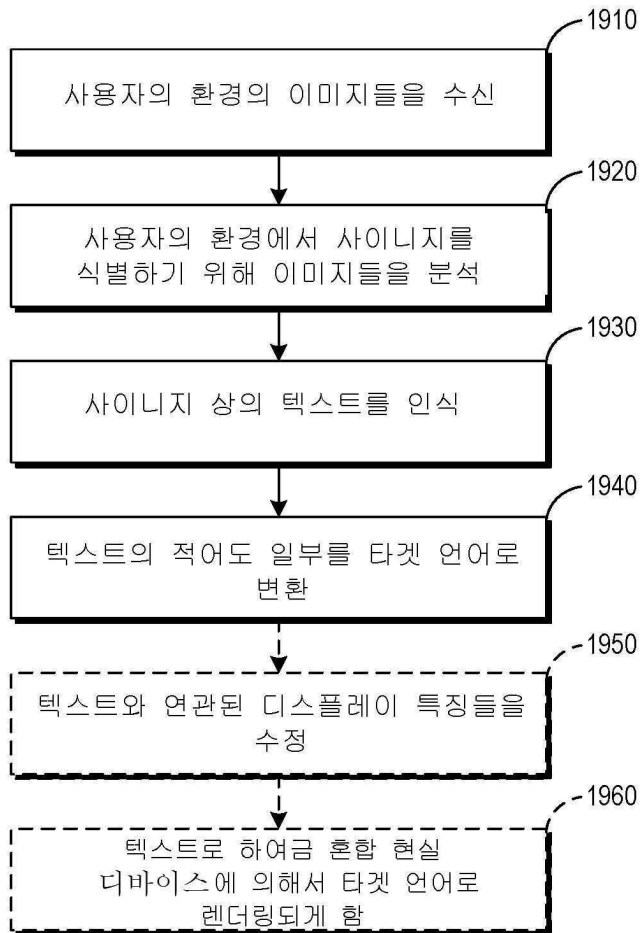 1910
사용자의 환경의 이미지들을 수신
1920
사용자의 환경에서 사이니지를
식별하기 위해 이미지들을 분석
1930
사이니지 상의 텍스트를 인식
1940
텍스트의 적어도 일부를 타겟 언어로
변환
1950
텍스트와 연관된 디스플레이 특징들을
수정
1960
텍스트로 하여금 혼합 현실
디바이스에 의해서 타겟 언어로
렌더링되게 함